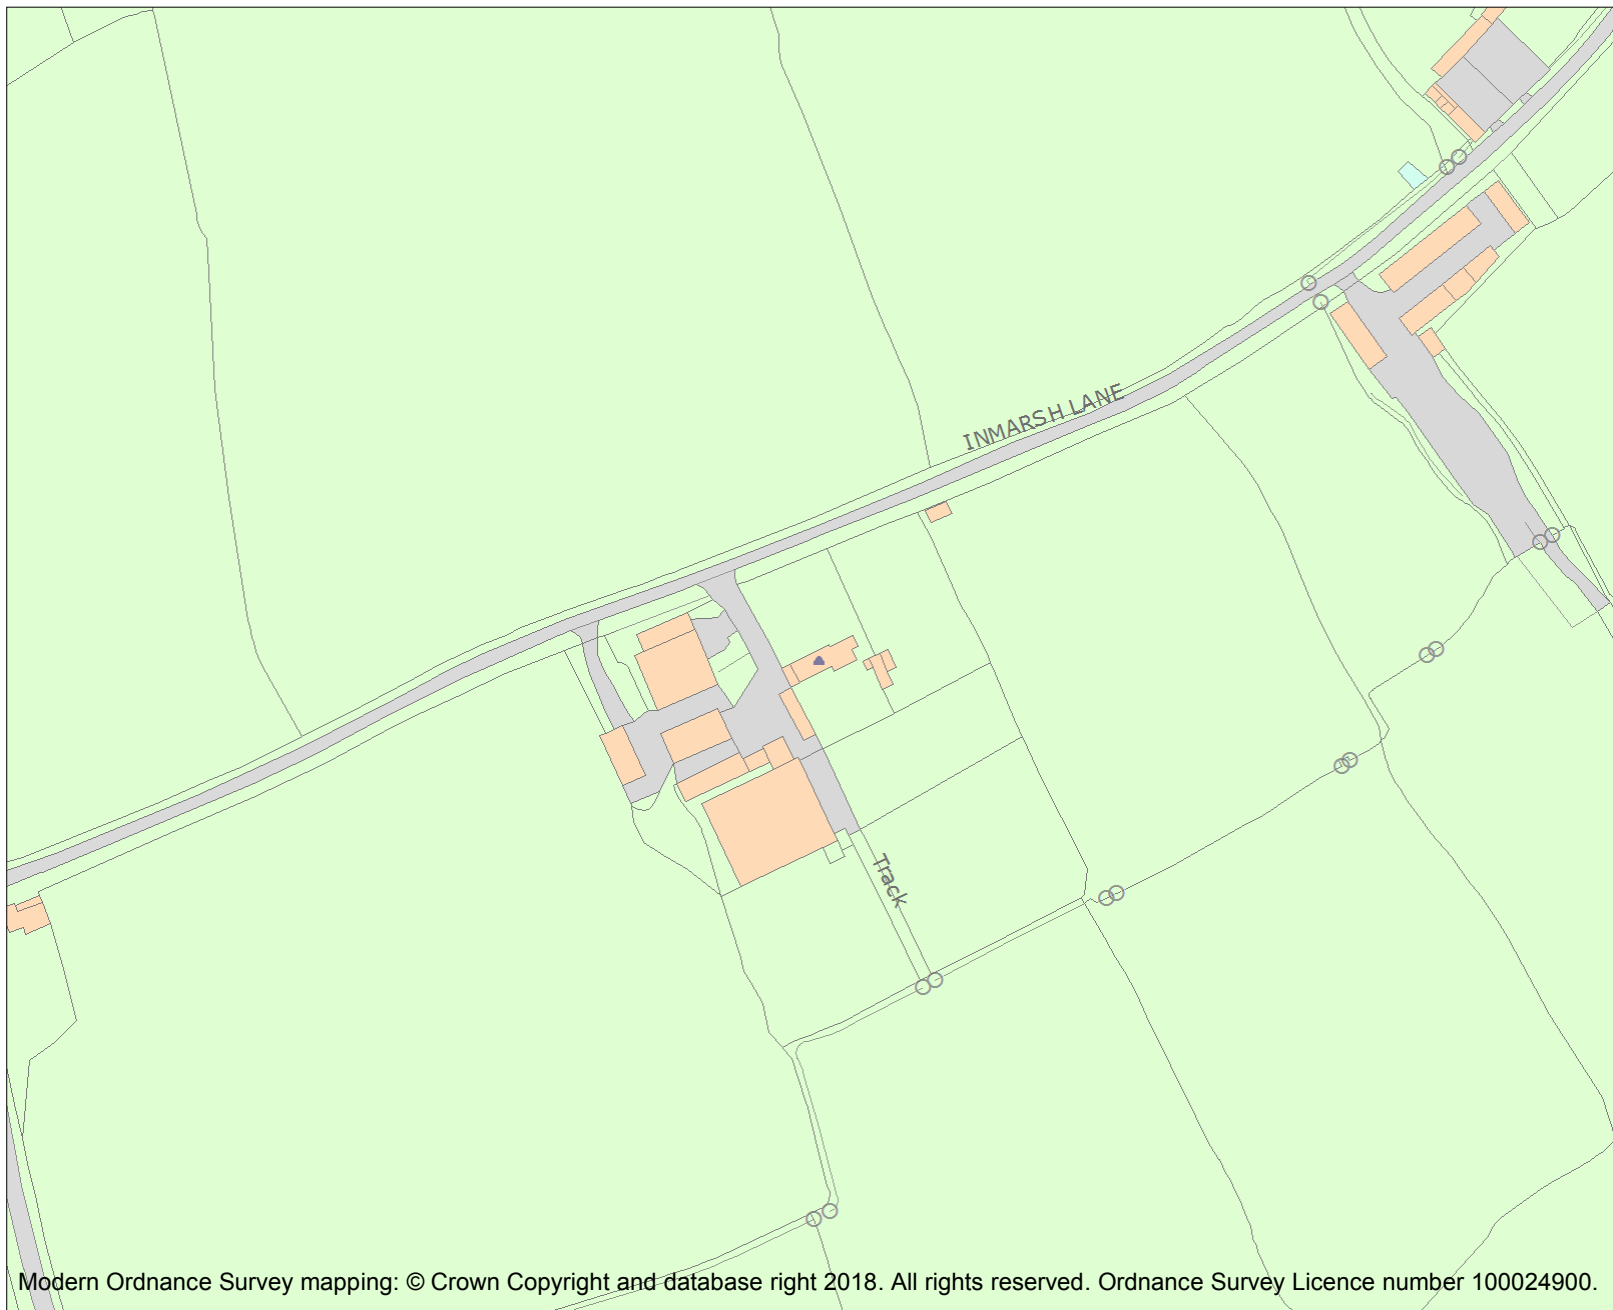 INMARSH LANE
Track
Modern Ordnance Survey mapping: © Crown Copyright and database right 2018. All rights reserved. Ordnance Survey Licence number 100024900.